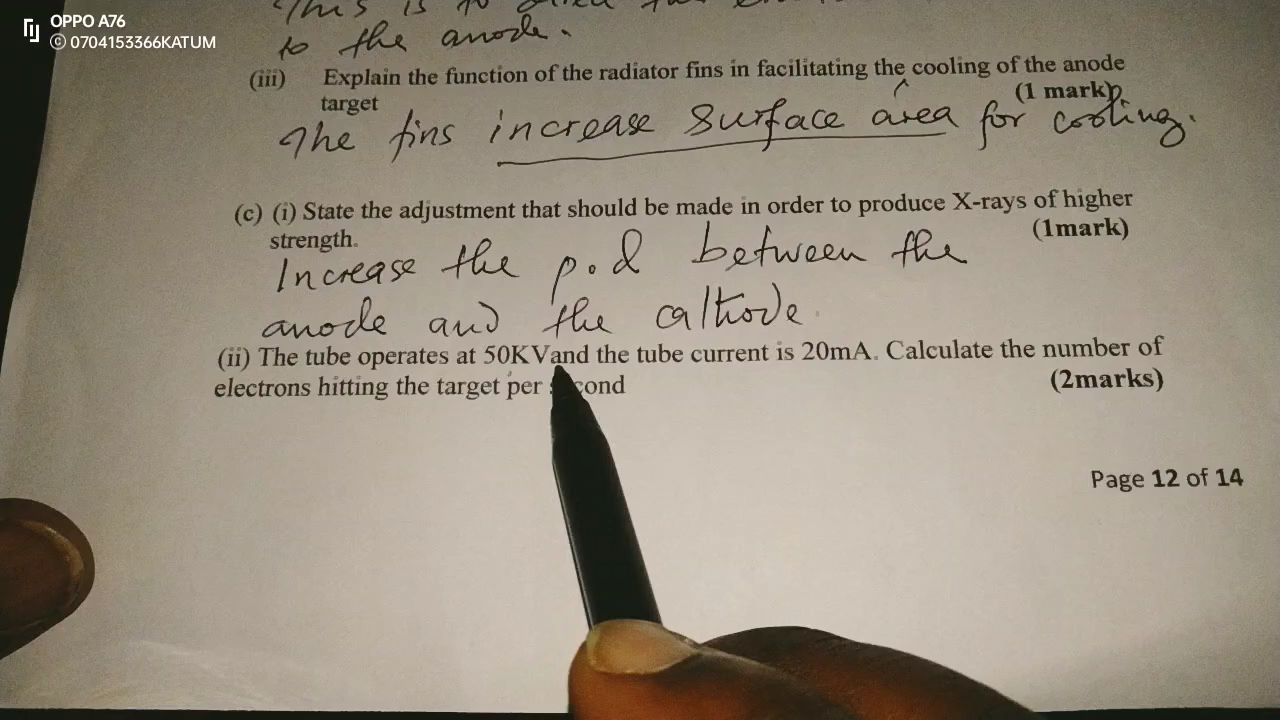 OPPO A76
© 0704153366KATUM
This is to
to the anode.
(iii) Explain the function of the radiator fins in facilitating the cooling of the anode
target (1 mark)
The fins increase surface area for cooling.
(c) (i) State the adjustment that should be made in order to produce X-rays of higher
strength. (1mark)
Increase the p.d between the
anode and the cathode
(ii) The tube operates at 50KVand the tube current is 20mA. Calculate the number of
electrons hitting the target per second (2marks)
Page 12 of 14